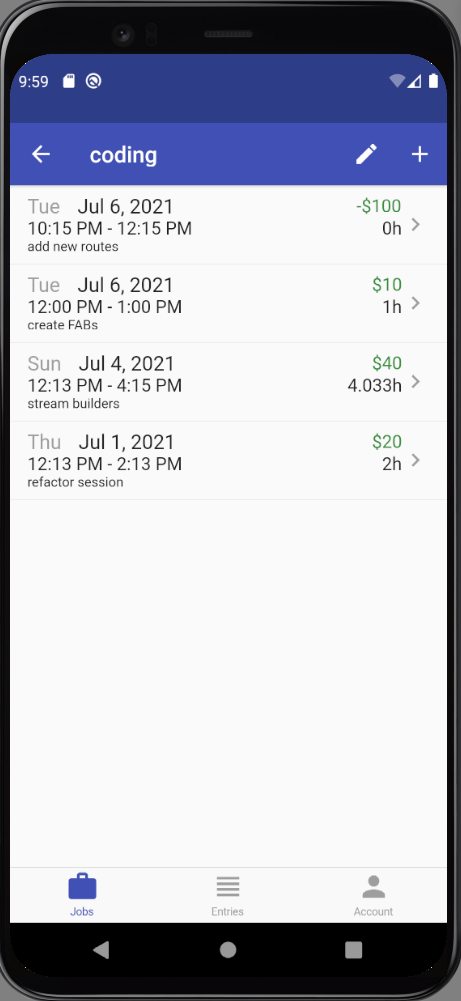 9:59
coding
Tue Jul 6, 2021 -$100
10:15 PM - 12:15 PM 0h
add new routes
Tue Jul 6, 2021 $10
12:00 PM - 1:00 PM 1h
create FABs
Sun Jul 4, 2021 $40
12:13 PM - 4:15 PM 4.033h
stream builders
Thu Jul 1, 2021 $20
12:13 PM - 2:13 PM 2h
refactor session
Jobs Entries Account